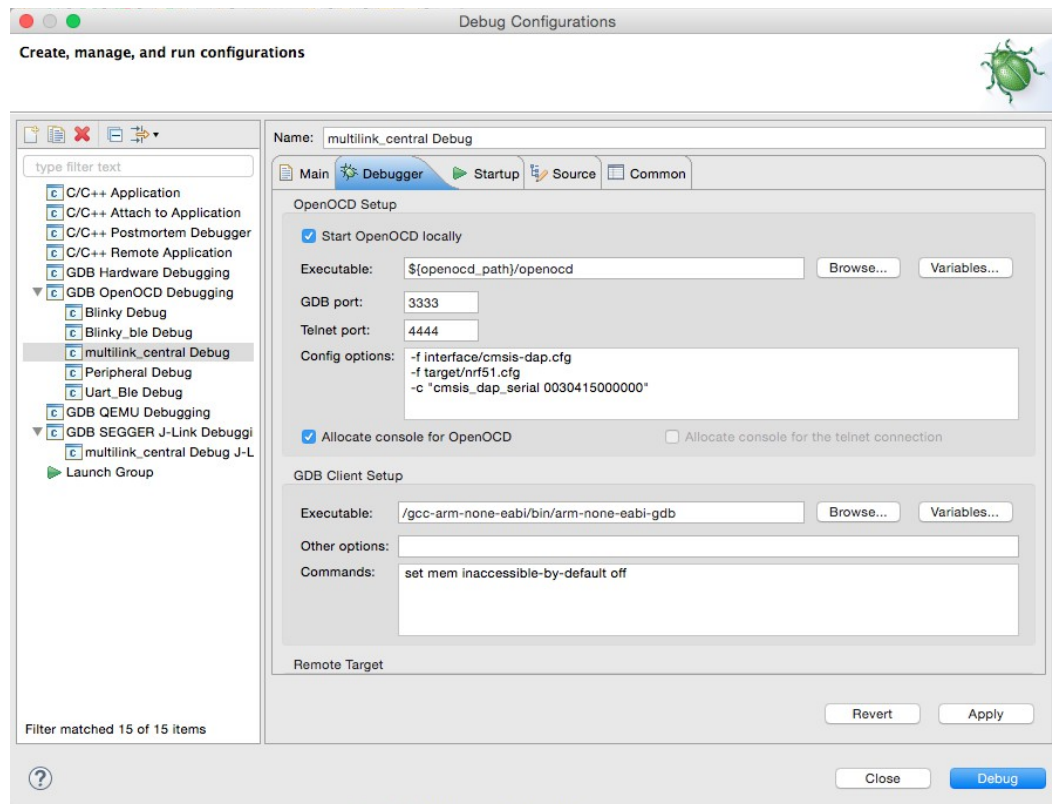 Debug Configurations
Create, manage, and run configurations
type filter text
C/C++ Application
C/C++ Attach to Application
C/C++ Postmortem Debugger
C/C++ Remote Application
GDB Hardware Debugging
GDB OpenOCD Debugging
Blinky Debug
Blinky_ble Debug
multilink_central Debug
Peripheral Debug
Uart_Ble Debug
GDB QEMU Debugging
GDB SEGGER J-Link Debuggi
multilink_central Debug J-L
Launch Group
Filter matched 15 of 15 items
Name: multilink_central Debug
Main Debugger Startup Source Common
OpenOCD Setup
Start OpenOCD locally
Executable: ${openocd_path}/openocd Browse... Variables...
GDB port: 3333
Telnet port: 4444
Config options: -f interface/cmsis-dap.cfg
-f target/nrf51.cfg
-c "cmsis_dap_serial 0030415000000"
Allocate console for OpenOCD Allocate console for the telnet connection
GDB Client Setup
Executable: /gcc-arm-none-eabi/bin/arm-none-eabi-gdb Browse... Variables...
Other options:
Commands: set mem inaccessible-by-default off
Remote Target
Revert Apply
? Close Debug